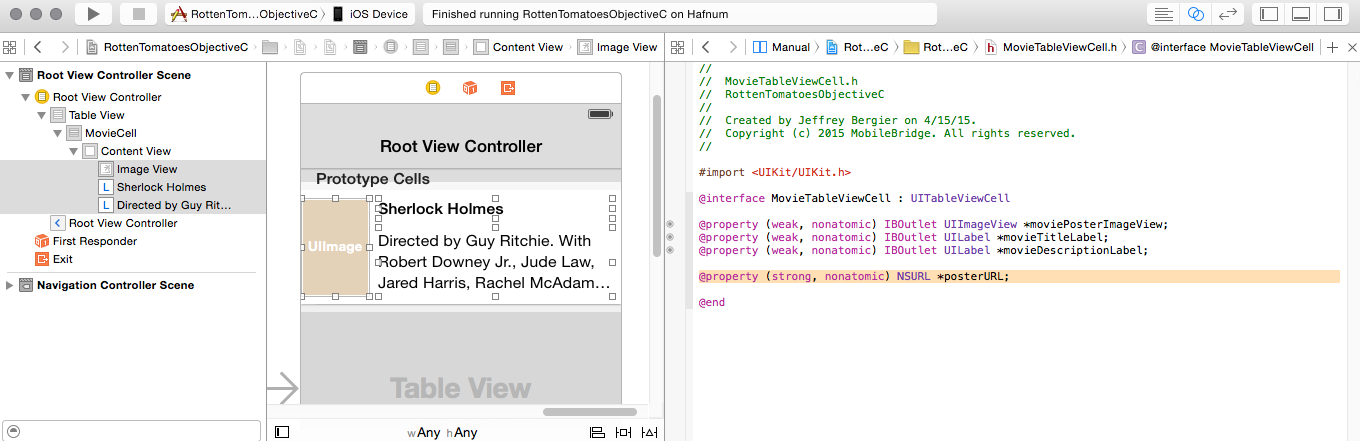 RottenTom...ObjectiveC 〉 iOS Device
Finished running RottenTomatoesObjectiveC on Hafnum
RottenTomatoesObjectiveC
Content View
Image View
Manual
Rot...eC
Rot...eC
h
MovieTableViewCell.h
C
@interface MovieTableViewCell
Root View Controller Scene
Root View Controller
Table View
MovieCell
Content View
Image View
L Sherlock Holmes
L Directed by Guy Rit...
Root View Controller
First Responder
Exit
Navigation Controller Scene
Root View Controller
Prototype Cells
UIImage
Sherlock Holmes
Directed by Guy Ritchie. With
Robert Downey Jr., Jude Law,
Jared Harris, Rachel McAdam...
Table View
wAny hAny
//
// MovieTableViewCell.h
// RottenTomatoesObjectiveC
//
// Created by Jeffrey Bergier on 4/15/15.
// Copyright (c) 2015 MobileBridge. All rights reserved.
//
#import <UIKit/UIKit.h>
@interface MovieTableViewCell : UITableViewCell
@property (weak, nonatomic) IBOutlet UIImageView *moviePosterImageView;
@property (weak, nonatomic) IBOutlet UILabel *movieTitleLabel;
@property (weak, nonatomic) IBOutlet UILabel *movieDescriptionLabel;
@property (strong, nonatomic) NSURL *posterURL;
@end